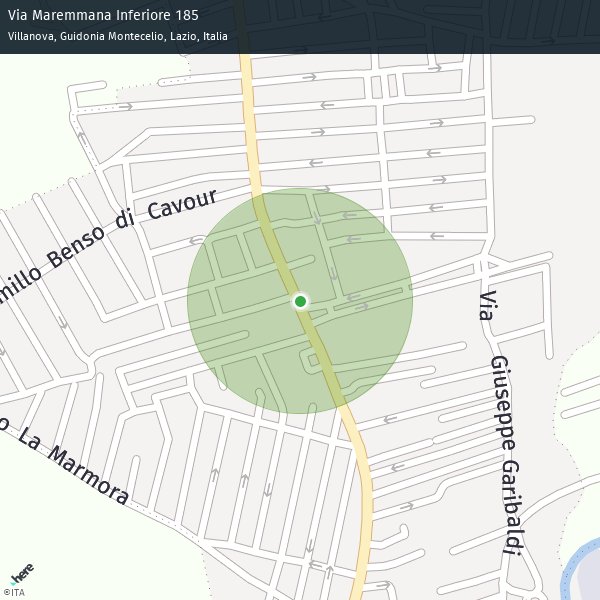 Via Maremmana Inferiore 185
Villanova, Guidonia Montecelio, Lazio, Italia
millo Benso di Cavour
Via
Giuseppe Garibaldi
o La Marmora
here
©ITA